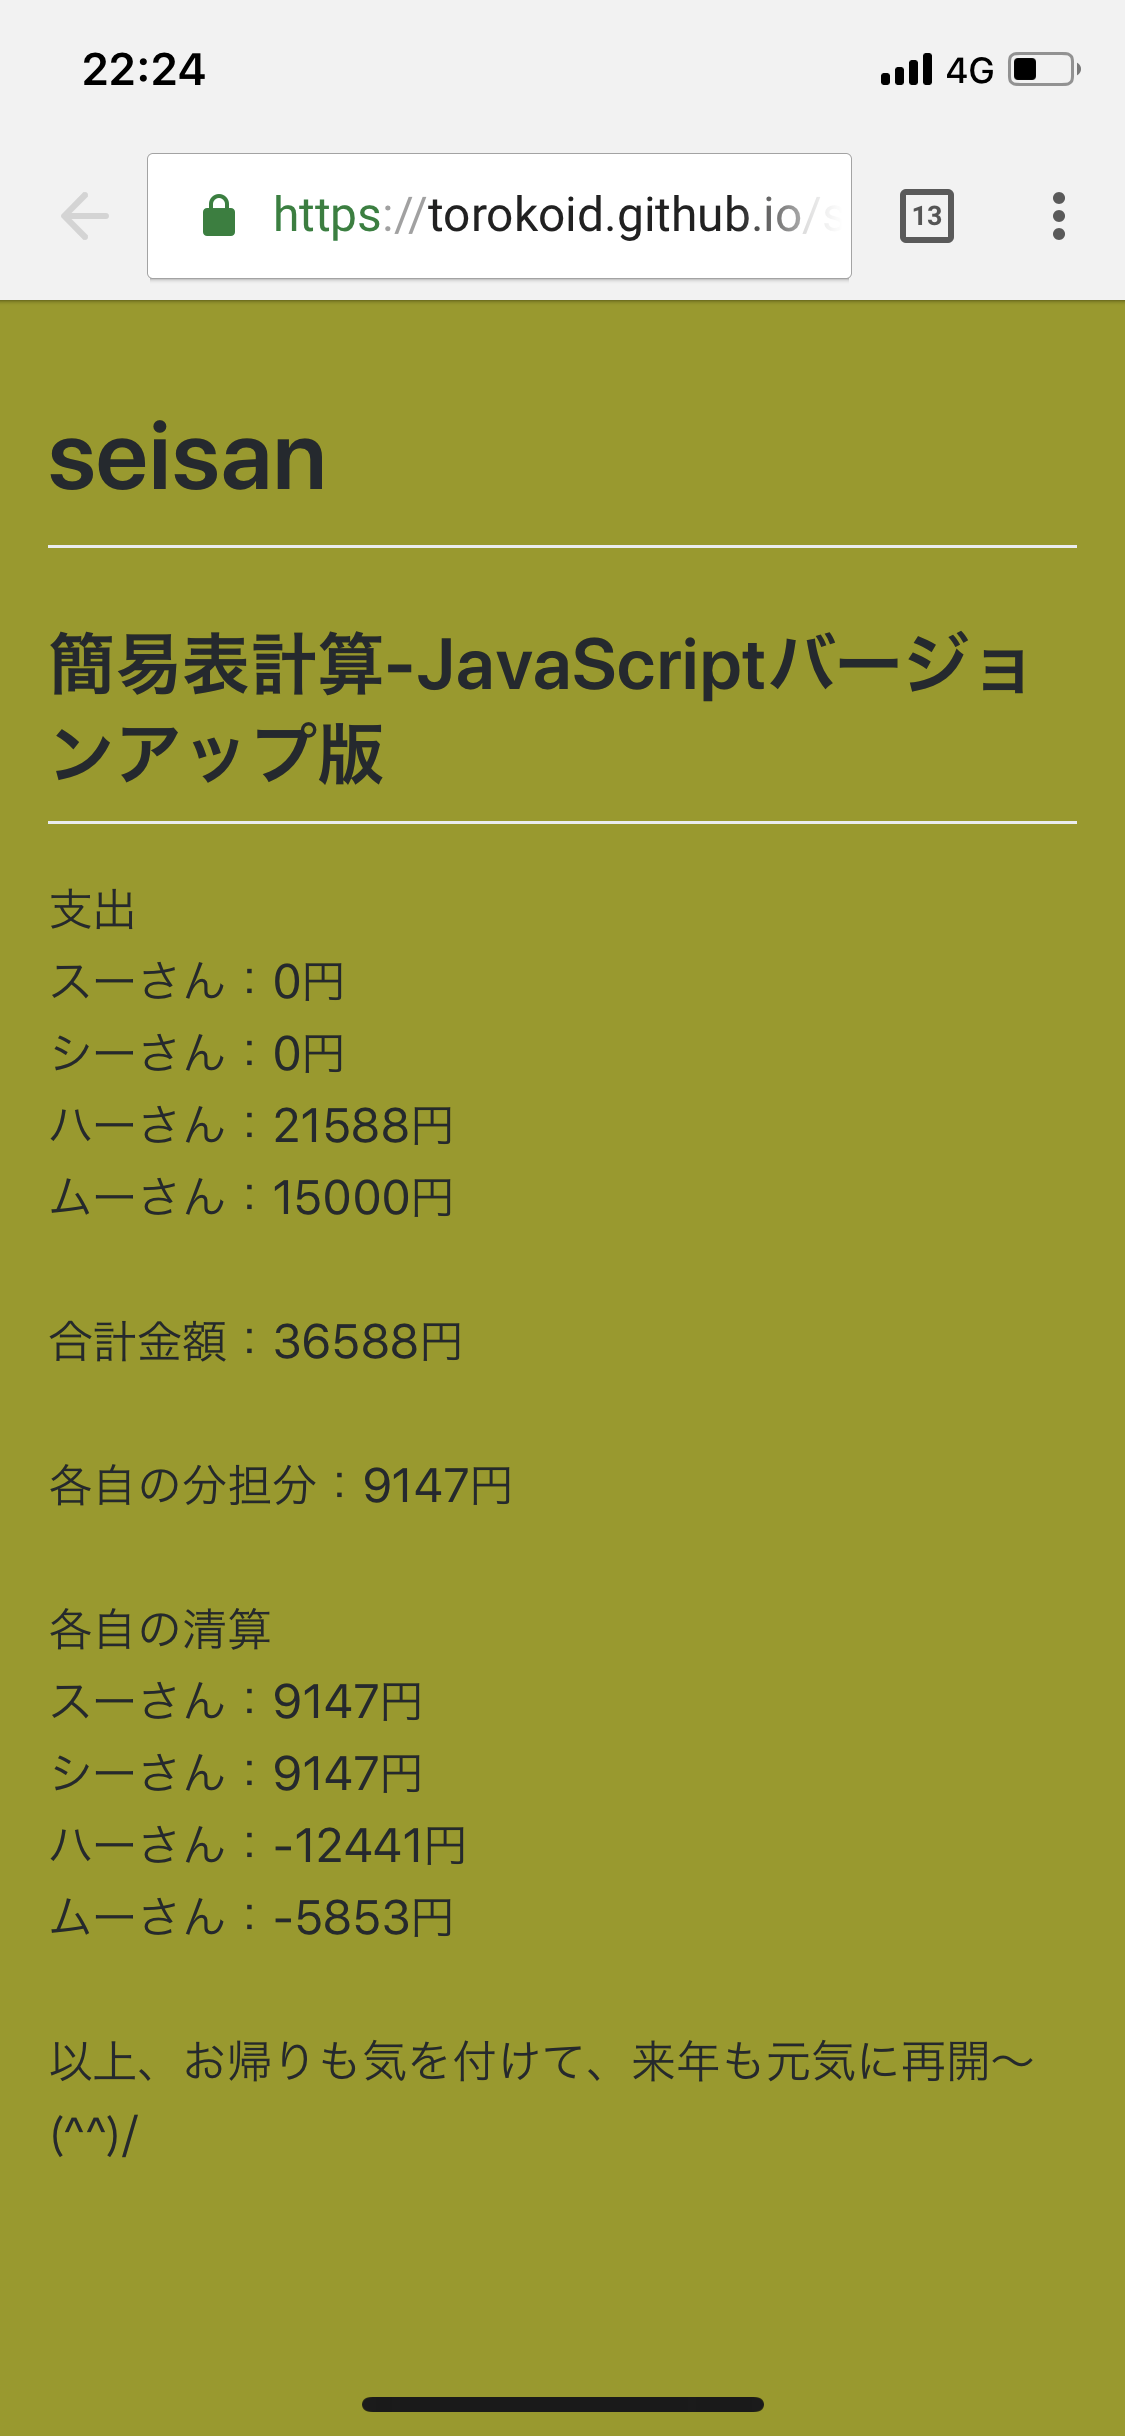 22:24
4G
https://torokoid.github.io/s
13
seisan
簡易表計算-JavaScriptバージョ
ンアップ版
支出
スーさん：0円
シーさん：0円
ハーさん：21588円
ムーさん：15000円
合計金額：36588円
各自の分担分：9147円
各自の清算
スーさん：9147円
シーさん：9147円
ハーさん：-12441円
ムーさん：-5853円
以上、お帰りも気を付けて、来年も元気に再開〜
(^^)/